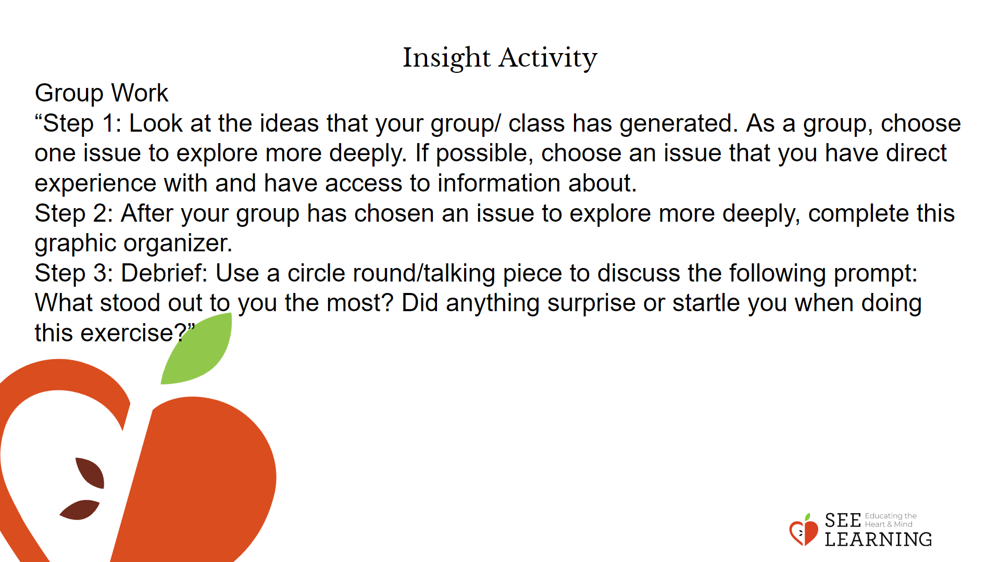 Insight Activity
Group Work
“Step 1: Look at the ideas that your group/ class has generated. As a group, choose
one issue to explore more deeply. If possible, choose an issue that you have direct
experience with and have access to information about.
Step 2: After your group has chosen an issue to explore more deeply, complete this
graphic organizer.
Step 3: Debrief: Use a circle round/talking piece to discuss the following prompt:
What stood out to you the most? Did anything surprise or startle you when doing
this exercise?”
SEE
Educating the
Heart & Mind
LEARNING